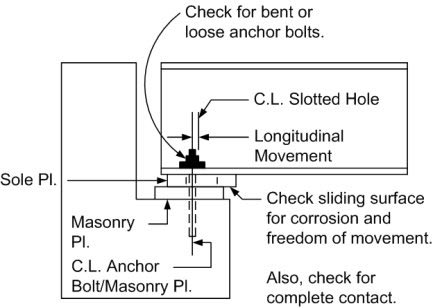 Check for bent or
loose anchor bolts.
C.L. Slotted Hole
Longitudinal
Movement
Sole Pl.
Check sliding surface
for corrosion and
freedom of movement.
Masonry
Pl.
C.L. Anchor
Bolt/Masonry Pl.
Also, check for
complete contact.